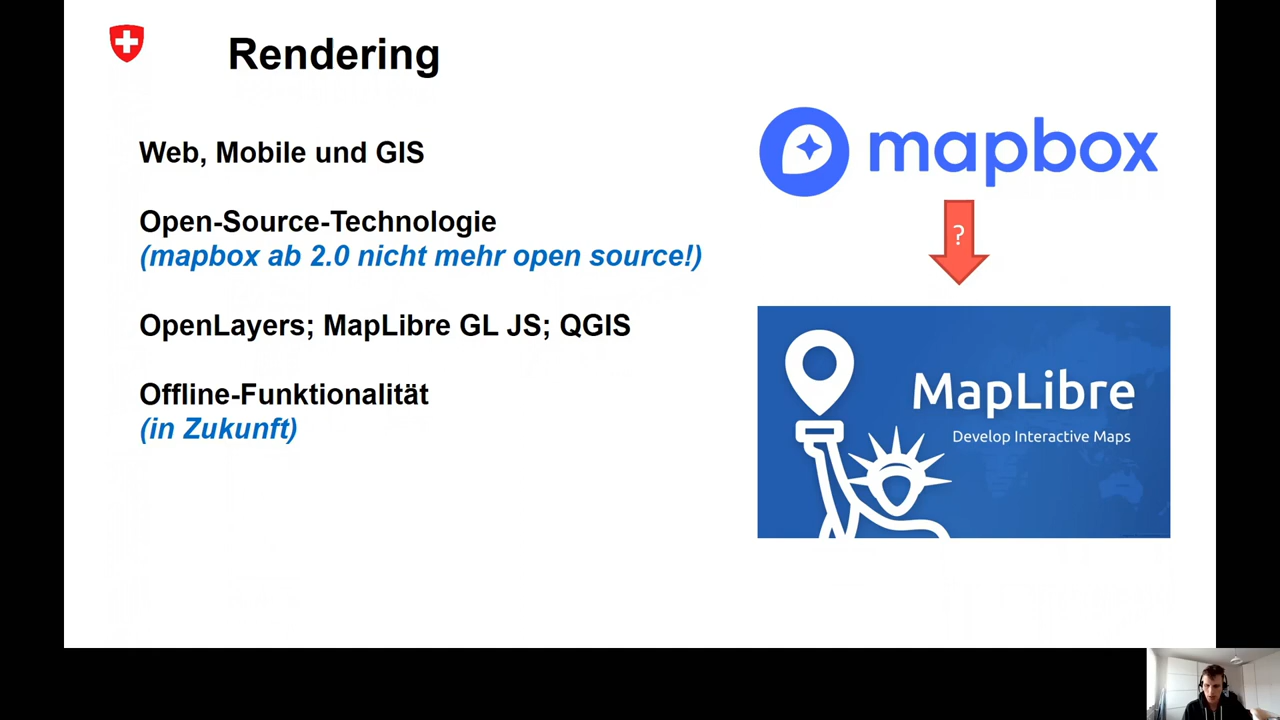 Rendering
Web, Mobile und GIS
Open-Source-Technologie
(mapbox ab 2.0 nicht mehr open source!)
OpenLayers; MapLibre GL JS; QGIS
Offline-Funktionalität
(in Zukunft)
mapbox
?
MapLibre
Develop Interactive Maps